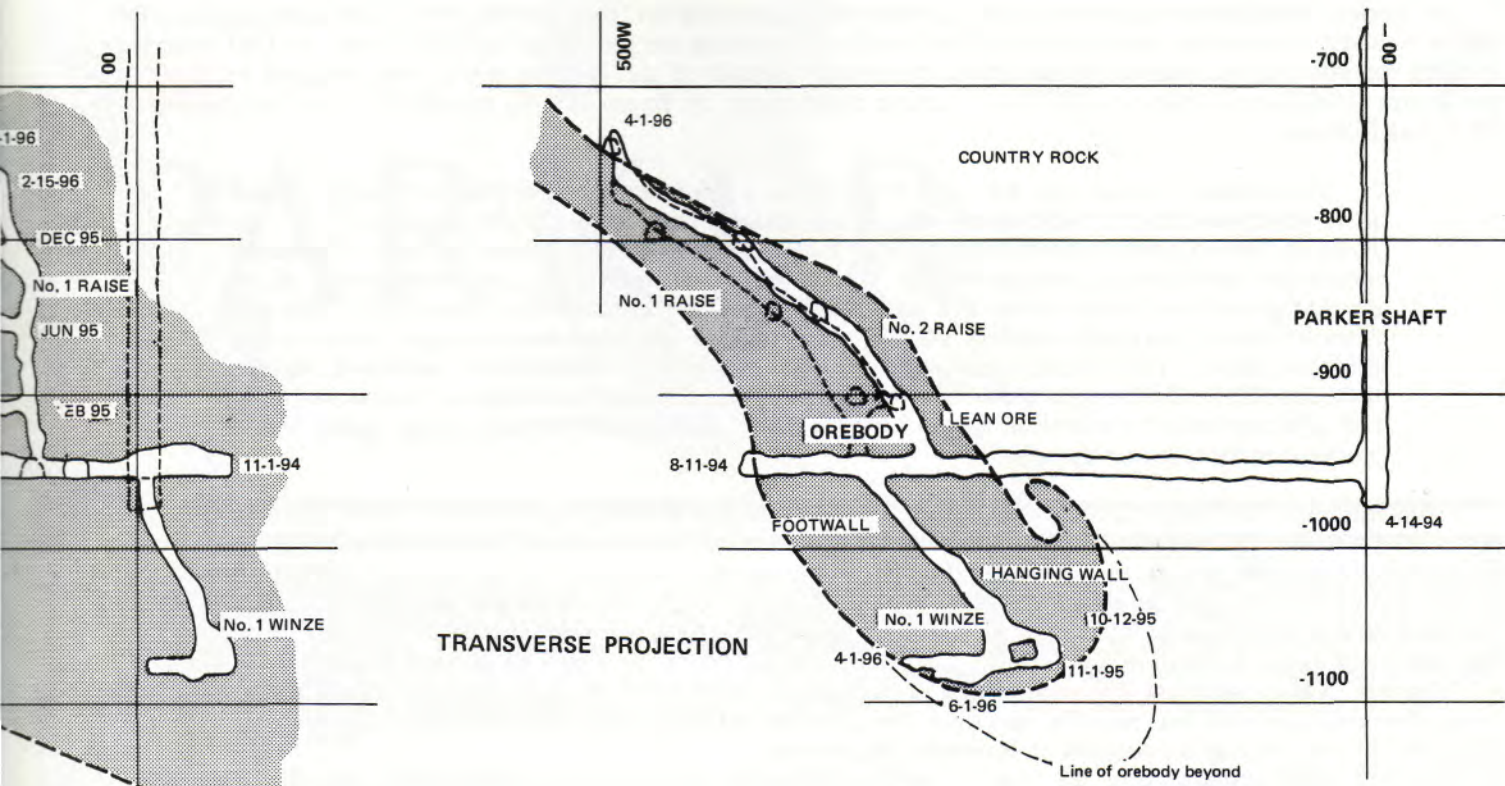 00
-1-96
2-15-96
DEC 95
No. 1 RAISE
JUN 95
EB 95
11-1-94
No. 1 WINZE
TRANSVERSE PROJECTION
500W
4-1-96
COUNTRY ROCK
No. 1 RAISE
No. 2 RAISE
LEAN ORE
OREBODY
8-11-94
FOOTWALL
HANGING WALL
No. 1 WINZE
10-12-95
4-1-96
11-1-95
6-1-96
Line of orebody beyond
00
-700
-800
PARKER SHAFT
-900
-1000
4-14-94
-1100